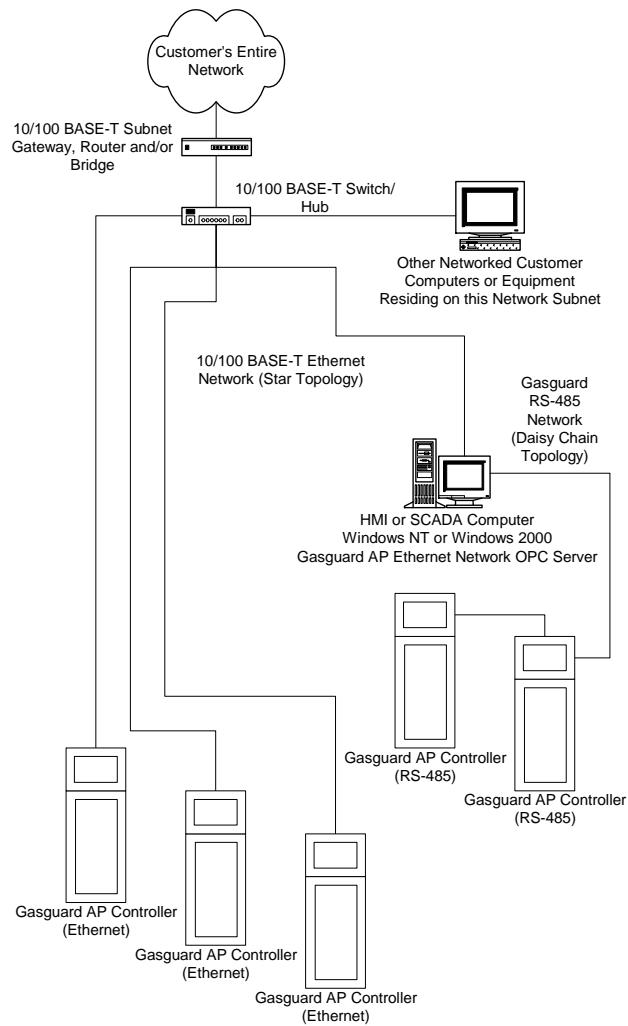 Customer's Entire
Network
10/100 BASE-T Subnet
Gateway, Router and/or
Bridge
10/100 BASE-T Switch/
Hub
Other Networked Customer
Computers or Equipment
Residing on this Network Subnet
10/100 BASE-T Ethernet
Network (Star Topology)
Gasguard
RS-485
Network
(Daisy Chain
Topology)
HMI or SCADA Computer
Windows NT or Windows 2000
Gasguard AP Ethernet Network OPC Server
Gasguard AP Controller
(RS-485)
Gasguard AP Controller
(RS-485)
Gasguard AP Controller
(Ethernet)
Gasguard AP Controller
(Ethernet)
Gasguard AP Controller
(Ethernet)